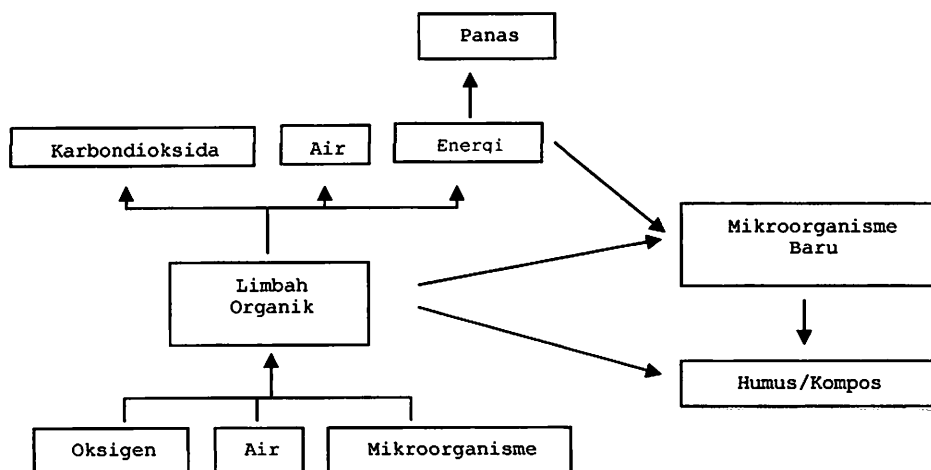 Panas
Karbondioksida
Air
Energi
Mikroorganisme
Baru
Limbah
Organik
Humus/Kompos
Oksigen
Air
Mikroorganisme